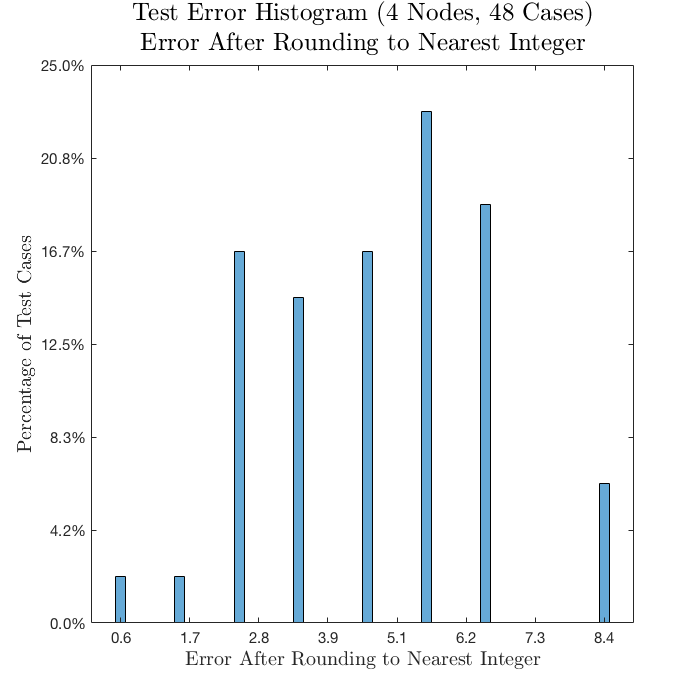 Test Error Histogram (4 Nodes, 48 Cases)
Error After Rounding to Nearest Integer
25.0%
20.8%
16.7%
12.5%
8.3%
4.2%
0.0%
Percentage of Test Cases
0.6 1.7 2.8 3.9 5.1 6.2 7.3 8.4
Error After Rounding to Nearest Integer